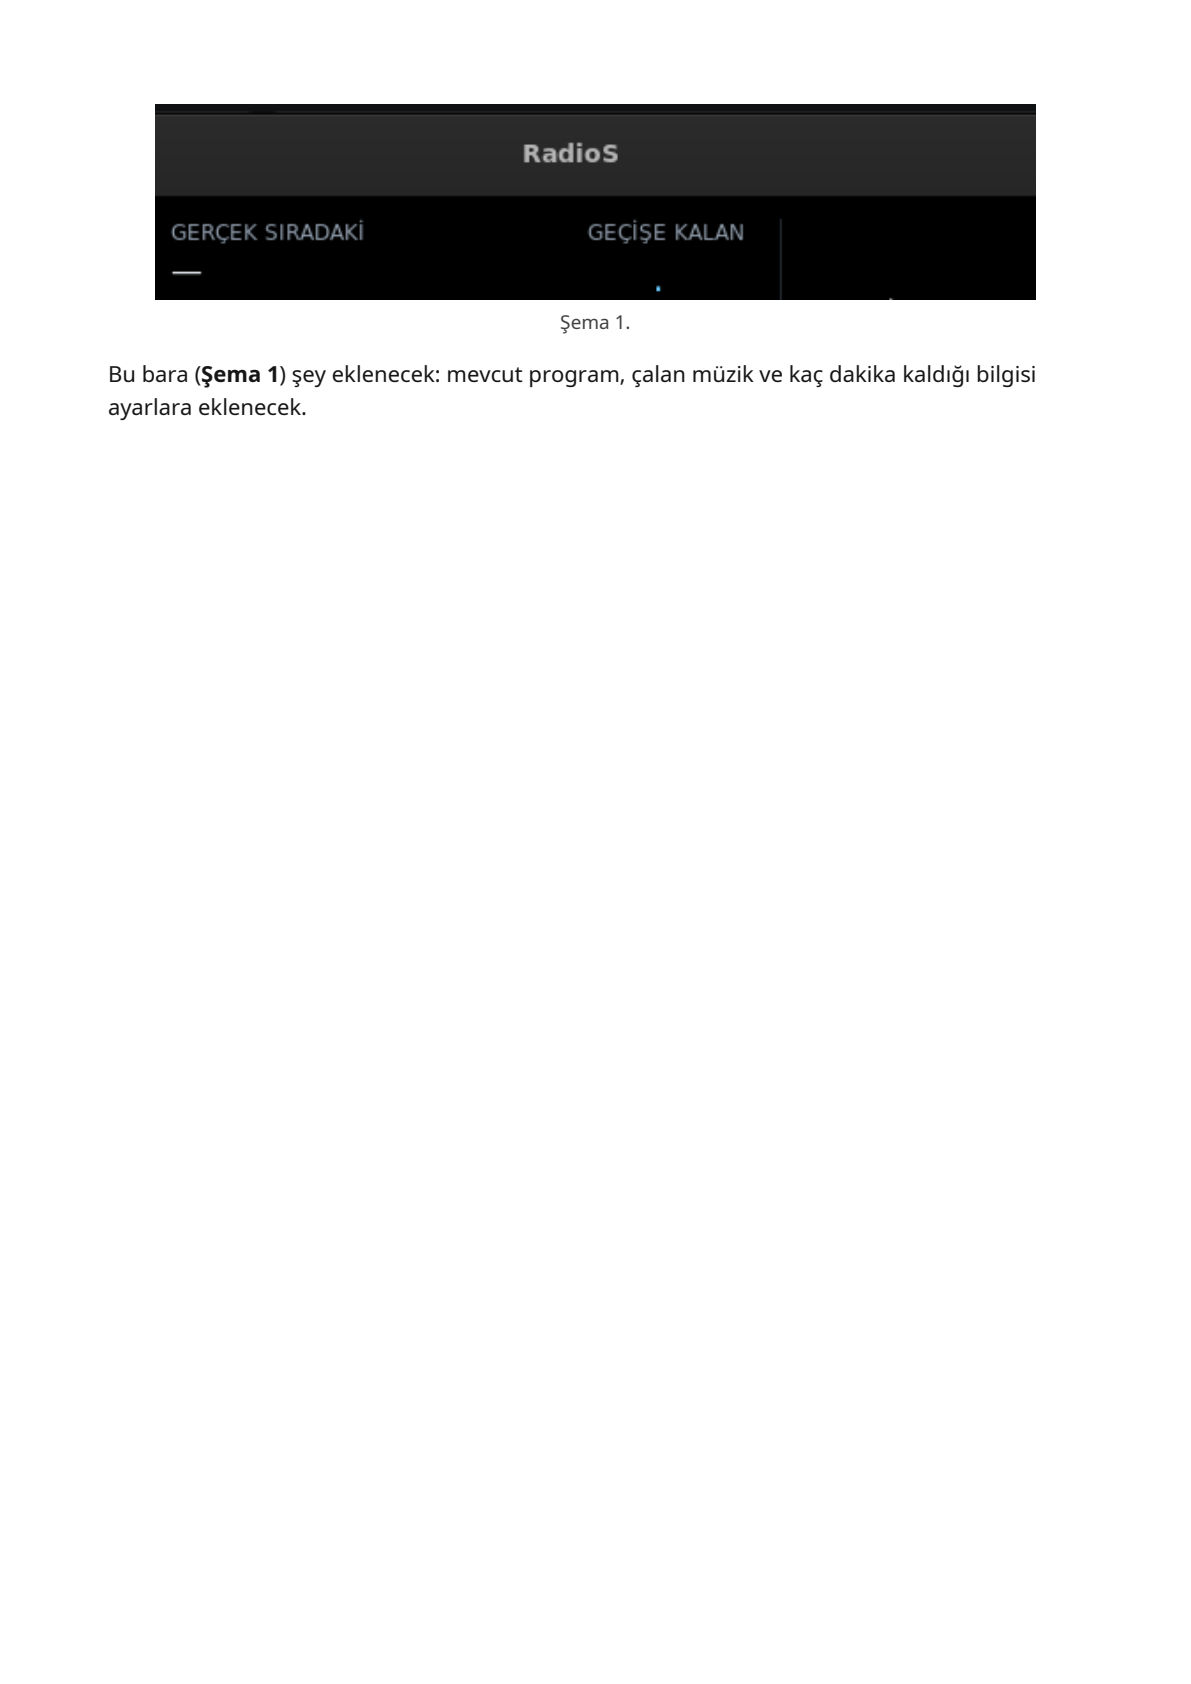 RadioS
GERÇEK SIRADAKİ
GEÇİŞE KALAN
—
Şema 1.
Bu bara (Şema 1) şey eklenecek: mevcut program, çalan müzik ve kaç dakika kaldığı bilgisi
ayarlara eklenecek.